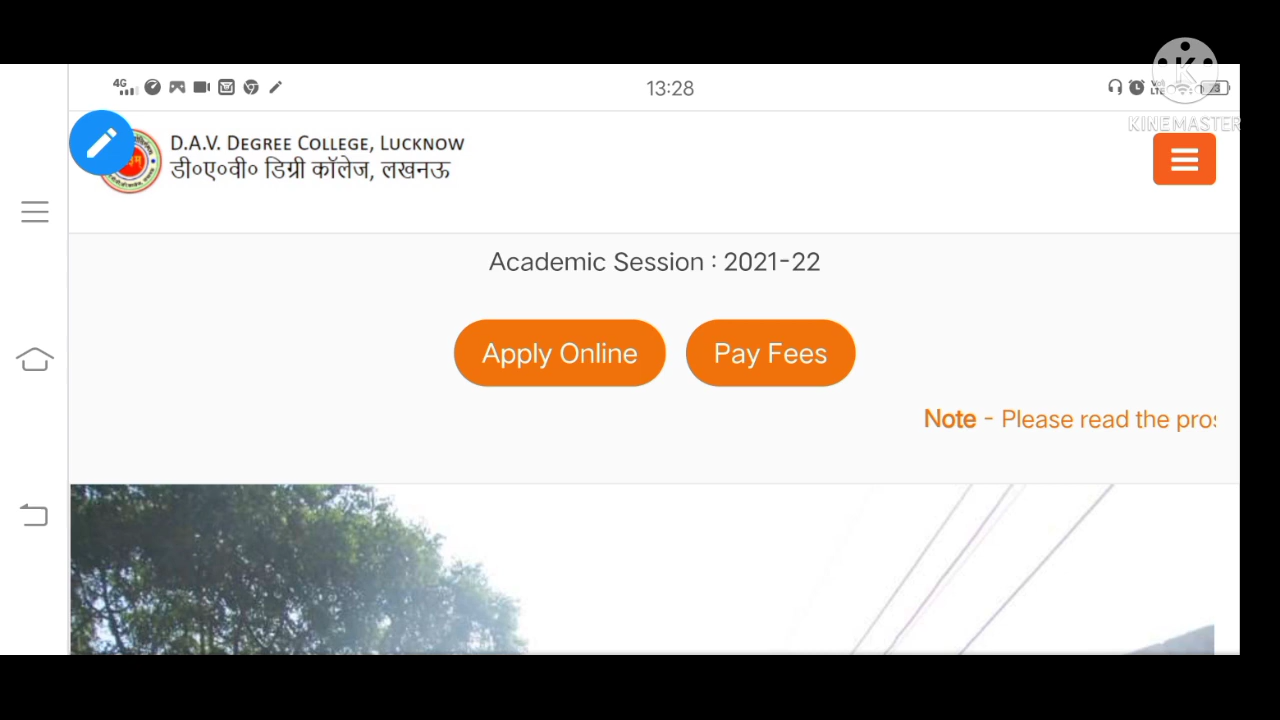 4G
13:28
KINEMASTER
D.A.V. DEGREE COLLEGE, LUCKNOW
डी०ए०वी० डिग्री कॉलेज, लखनऊ
Academic Session : 2021-22
Apply Online
Pay Fees
Note - Please read the